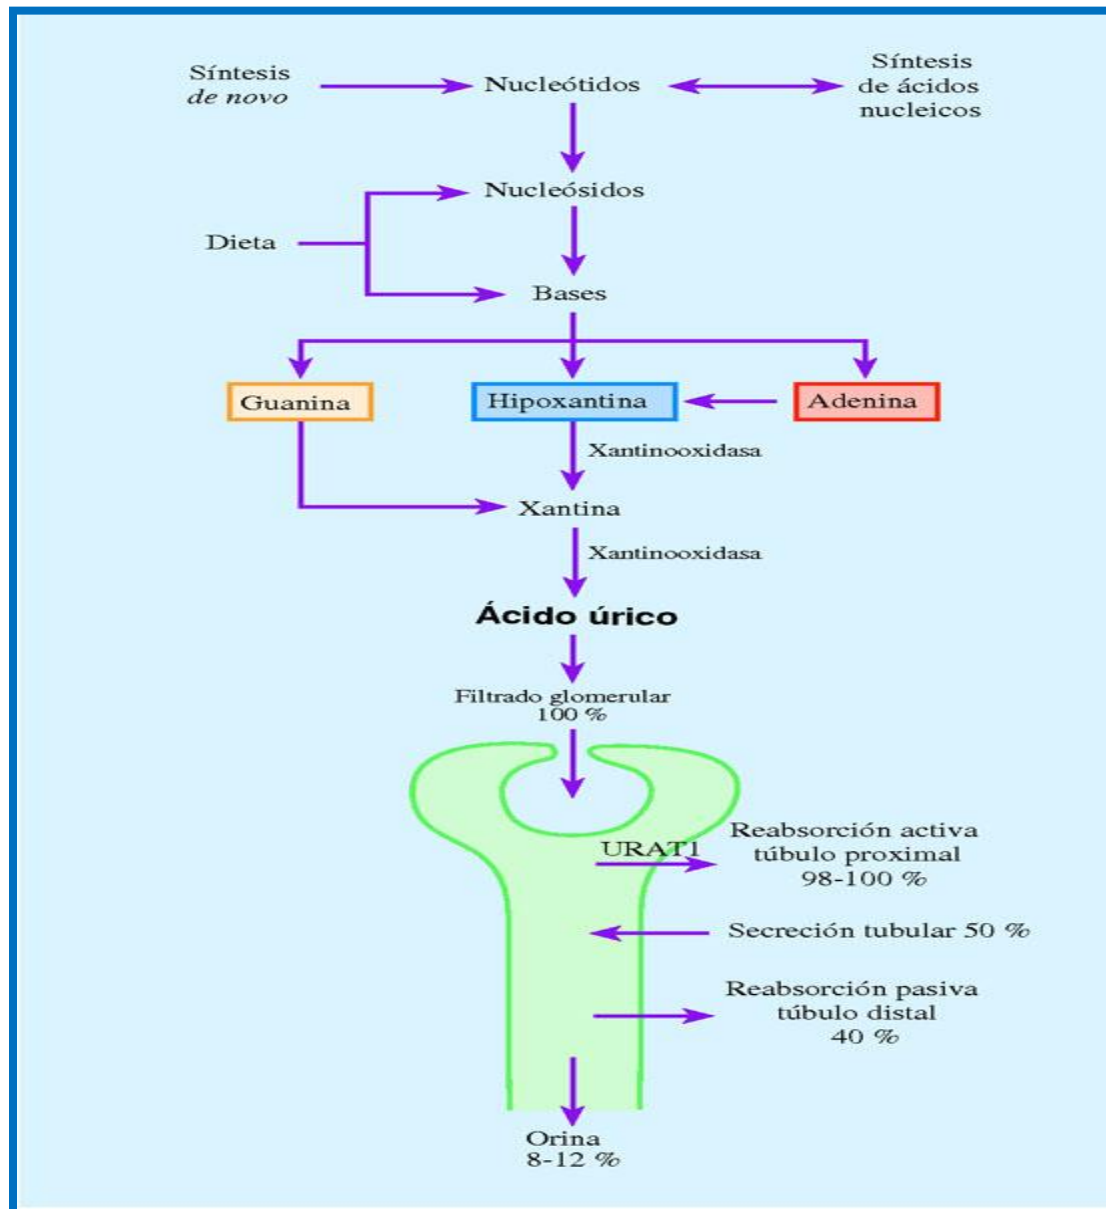 Síntesis
de novo
Nucleótidos
Síntesis
de ácidos
nucleicos
Nucleósidos
Dieta
Bases
Guanina
Hipoxantina
Adenina
Xantinooxidasa
Xantina
Xantinooxidasa
Ácido úrico
Filtrado glomerular
100 %
URAT1
Reabsorción activa
túbulo proximal
98-100 %
Secreción tubular 50 %
Reabsorción pasiva
túbulo distal
40 %
Orina
8-12 %